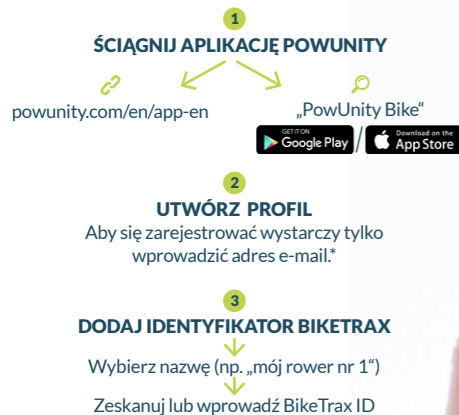 1
ŚCIĄGNIJ APLIKACJĘ POWUNITY
powunity.com/en/app-en
„PowUnity Bike“
GET IT ON
Google Play
/
Download on the
App Store
2
UTWÓRZ PROFIL
Aby się zarejestrować wystarczy tylko
wprowadzić adres e-mail.*
3
DODAJ IDENTYFIKATOR BIKETRAX
Wybierz nazwę (np. „mój rower nr 1“)
Zeskanuj lub wprowadź BikeTrax ID